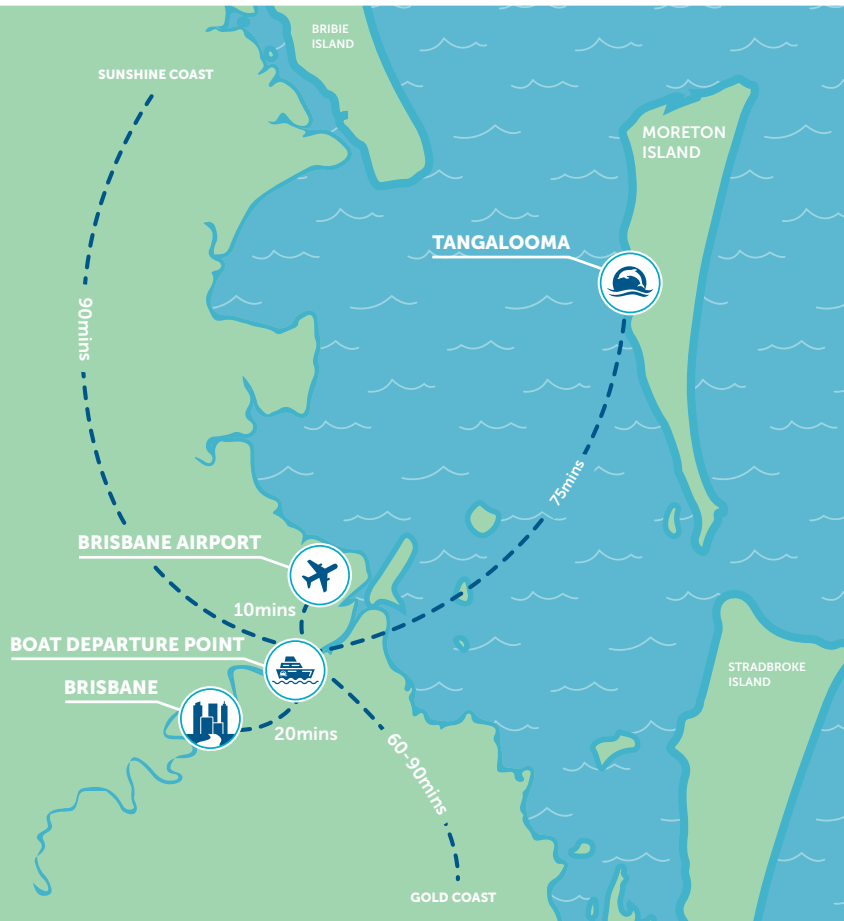 BRIBIE
ISLAND
SUNSHINE COAST
MORETON
ISLAND
TANGALOOMA
90mins
75mins
BRISBANE AIRPORT
10mins
BOAT DEPARTURE POINT
STRADBROKE
ISLAND
BRISBANE
20mins
60-90mins
GOLD COAST